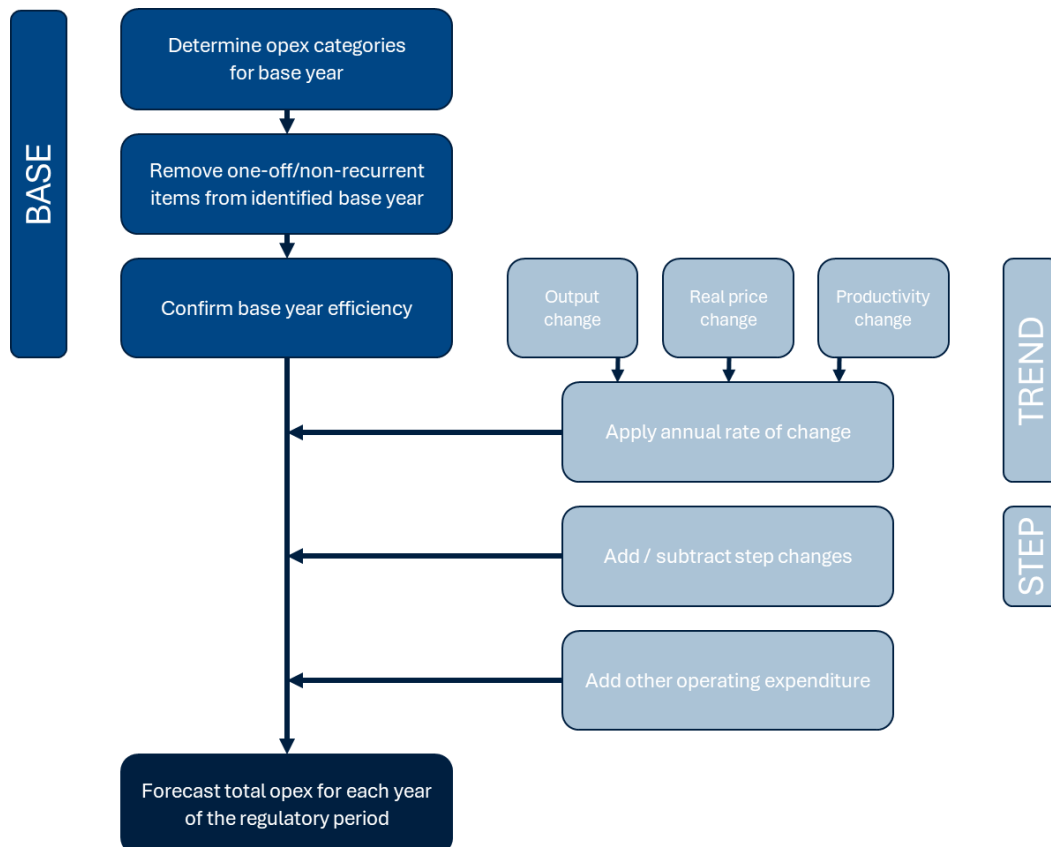 BASE
Determine opex categories
for base year
Remove one-off/non-recurrent
items from identified base year
Confirm base year efficiency
Output
change
Real price
change
Productivity
change
TREND
Apply annual rate of change
Add / subtract step changes
STEP
Add other operating expenditure
Forecast total opex for each year
of the regulatory period